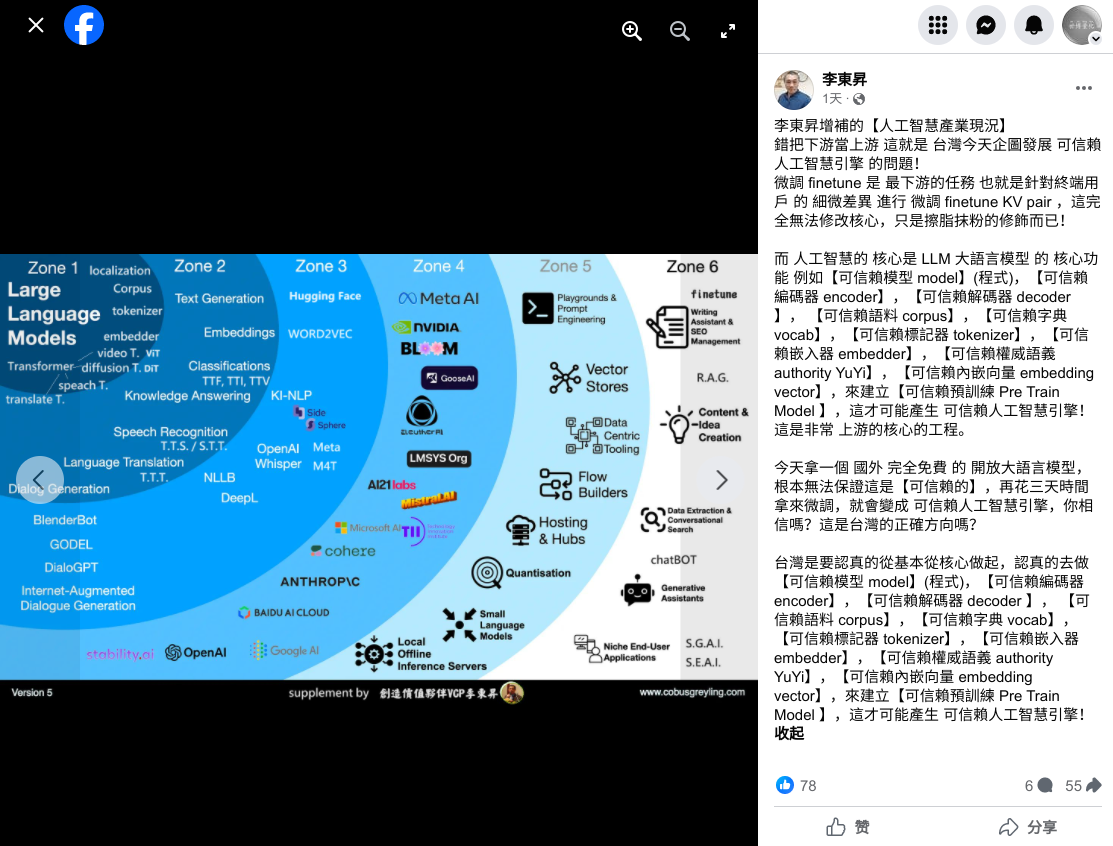 Zone 1
localization
Corpus
tokenizer
Large
Language
Models
embedder
video T. ViT
Transformer
diffusion T. DiT
speach T.
translate T.
Zone 2
Text Generation
Embeddings
Classifications
TTF, TTI, TTV
Knowledge Answering
Speech Recognition
T.T.S. / S.T.T.
Language Translation
T.T.T.
Dialog Generation
BlenderBot
GODEL
DialoGPT
Internet-Augmented
Dialogue Generation
Zone 3
Hugging Face
WORD2VEC
KI-NLP
Side
Sphere
OpenAI
Whisper
Meta
M4T
NLLB
DeepL
Zone 4
Meta AI
NVIDIA
BLOOM
GooseAI
EleutherAI
LMSYS Org
AI21labs
MistralAI
Microsoft AI
TII
Technology
Innovation
Institute
cohere
ANTHROP\C
BAIDU AI CLOUD
stability.ai
OpenAI
Google AI
Zone 5
Playgrounds &
Prompt
Engineering
Vector
Stores
Data
Centric
Tooling
Flow
Builders
Hosting
& Hubs
Quantisation
Small
Language
Models
Local
Offline
Inference Servers
Zone 6
finetune
Writing
Assistant &
SEO
Management
R.A.G.
Content &
Idea
Creation
Data Extraction &
Conversational
Search
chatBOT
Generative
Assistants
Niche End-User
Applications
S.G.A.I.
S.E.A.I.
Version 5
supplement by 創造價值夥伴VCP李東昇
www.cobusgreyling.com
李東昇
1天 ·
李東昇增補的【人工智慧產業現況】
錯把下游當上游 這就是 台灣今天企圖發展 可信賴
人工智慧引擎 的問題！
微調 finetune 是 最下游的任務 也就是針對終端用
戶 的 細微差異 進行 微調 finetune KV pair ，這完
全無法修改核心，只是擦脂抹粉的修飾而已！
而 人工智慧的 核心是 LLM 大語言模型 的 核心功
能 例如【可信賴模型 model】(程式)，【可信賴
編碼器 encoder】，【可信賴解碼器 decoder
】，【可信賴語料 corpus】，【可信賴字典
vocab】，【可信賴標記器 tokenizer】，【可信
賴嵌入器 embedder】，【可信賴權威語義
authority YuYi】，【可信賴內嵌向量 embedding
vector】，來建立【可信賴預訓練 Pre Train
Model 】，這才可能產生 可信賴人工智慧引擎！
這是非常 上游的核心的工程。
今天拿一個 國外 完全免費 的 開放大語言模型，
根本無法保證這是【可信賴的】，再花三天時間
拿來微調，就會變成 可信賴人工智慧引擎，你相
信嗎？這是台灣的正確方向嗎？
台灣是要認真的從基本從核心做起，認真的去做
【可信賴模型 model】(程式)，【可信賴編碼器
encoder】，【可信賴解碼器 decoder 】，【可
信賴語料 corpus】，【可信賴字典 vocab】，
【可信賴標記器 tokenizer】，【可信賴嵌入器
embedder】，【可信賴權威語義 authority
YuYi】，【可信賴內嵌向量 embedding
vector】，來建立【可信賴預訓練 Pre Train
Model 】，這才可能產生 可信賴人工智慧引擎！
收起
78
6
55
赞
分享